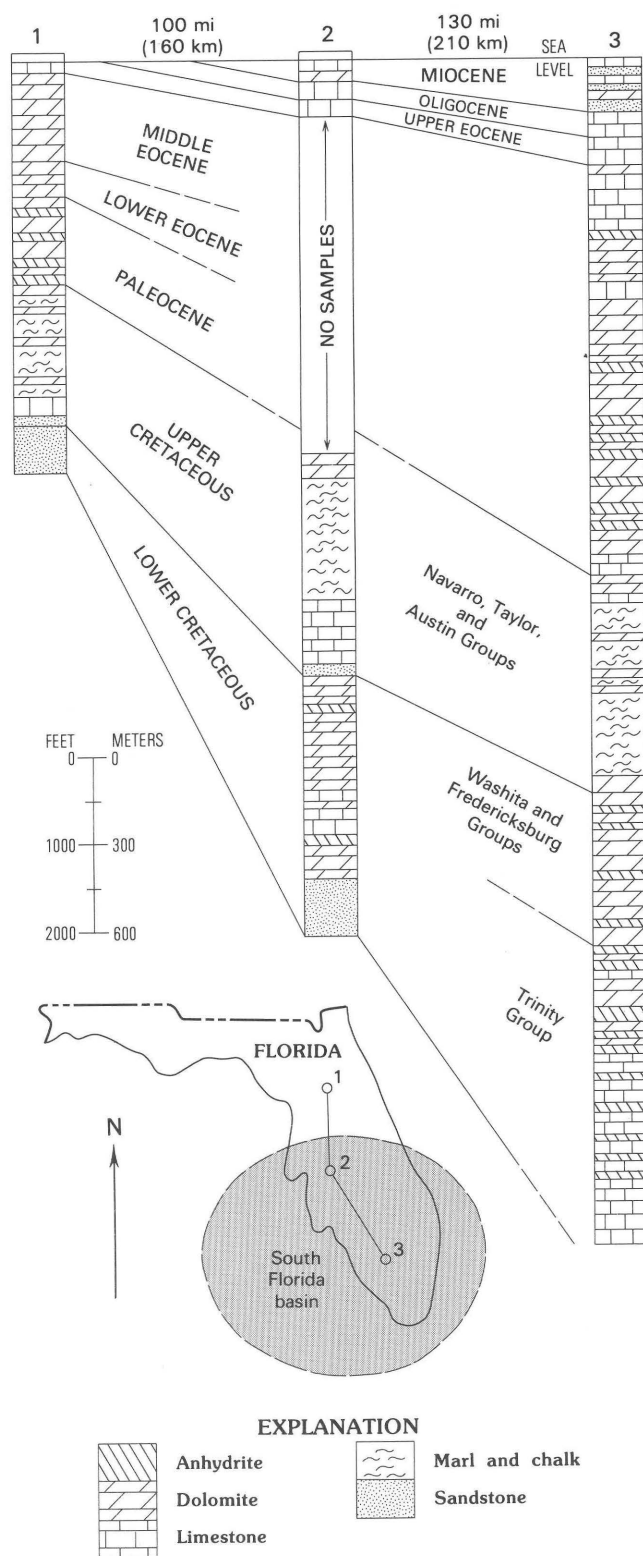 1
100 mi
(160 km)
2
130 mi
(210 km)
SEA
LEVEL
3
MIOCENE
OLIGOCENE
UPPER EOCENE
MIDDLE
EOCENE
LOWER EOCENE
PALEOCENE
NO SAMPLES
UPPER
CRETACEOUS
LOWER CRETACEOUS
Navarro, Taylor,
and
Austin Groups
Washita and
Fredericksburg
Groups
Trinity
Group
FEET METERS
0 0
1000 300
2000 600
FLORIDA
N
1
2
3
South
Florida
basin
EXPLANATION
Anhydrite
Dolomite
Limestone
Marl and chalk
Sandstone